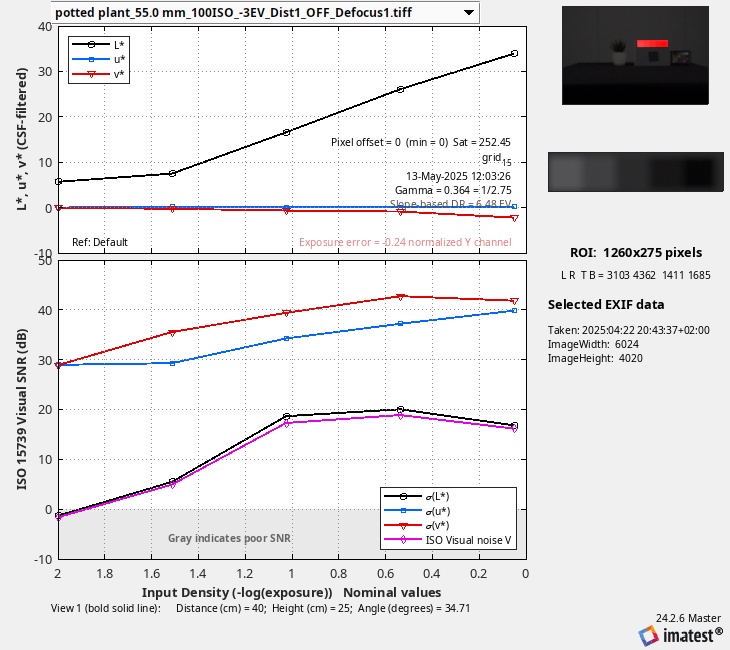 potted plant_55.0 mm_100ISO_-3EV_Dist1_OFF_Defocus1.tiff
40
30
20
10
0
-10
L*, u*, v* (CSF-filtered)
L*
u*
v*
Pixel offset = 0 (min = 0) Sat = 252.45
grid15
13-May-2025 12:03:26
Gamma = 0.364 = 1/2.75
Slope-based DR = 6.48 EV
Ref: Default
Exposure error = -0.24 normalized Y channel
50
40
30
20
10
0
-10
ISO 15739 Visual SNR (dB)
σ(L*)
σ(u*)
σ(v*)
ISO Visual noise V
Gray indicates poor SNR
2 1.8 1.6 1.4 1.2 1 0.8 0.6 0.4 0.2 0
Input Density (-log(exposure)) Nominal values
View 1 (bold solid line): Distance (cm) = 40; Height (cm) = 25; Angle (degrees) = 34.71
ROI: 1260x275 pixels
L R T B = 3103 4362 1411 1685
Selected EXIF data
Taken: 2025:04:22 20:43:37+02:00
ImageWidth: 6024
ImageHeight: 4020
24.2.6 Master
imatest®